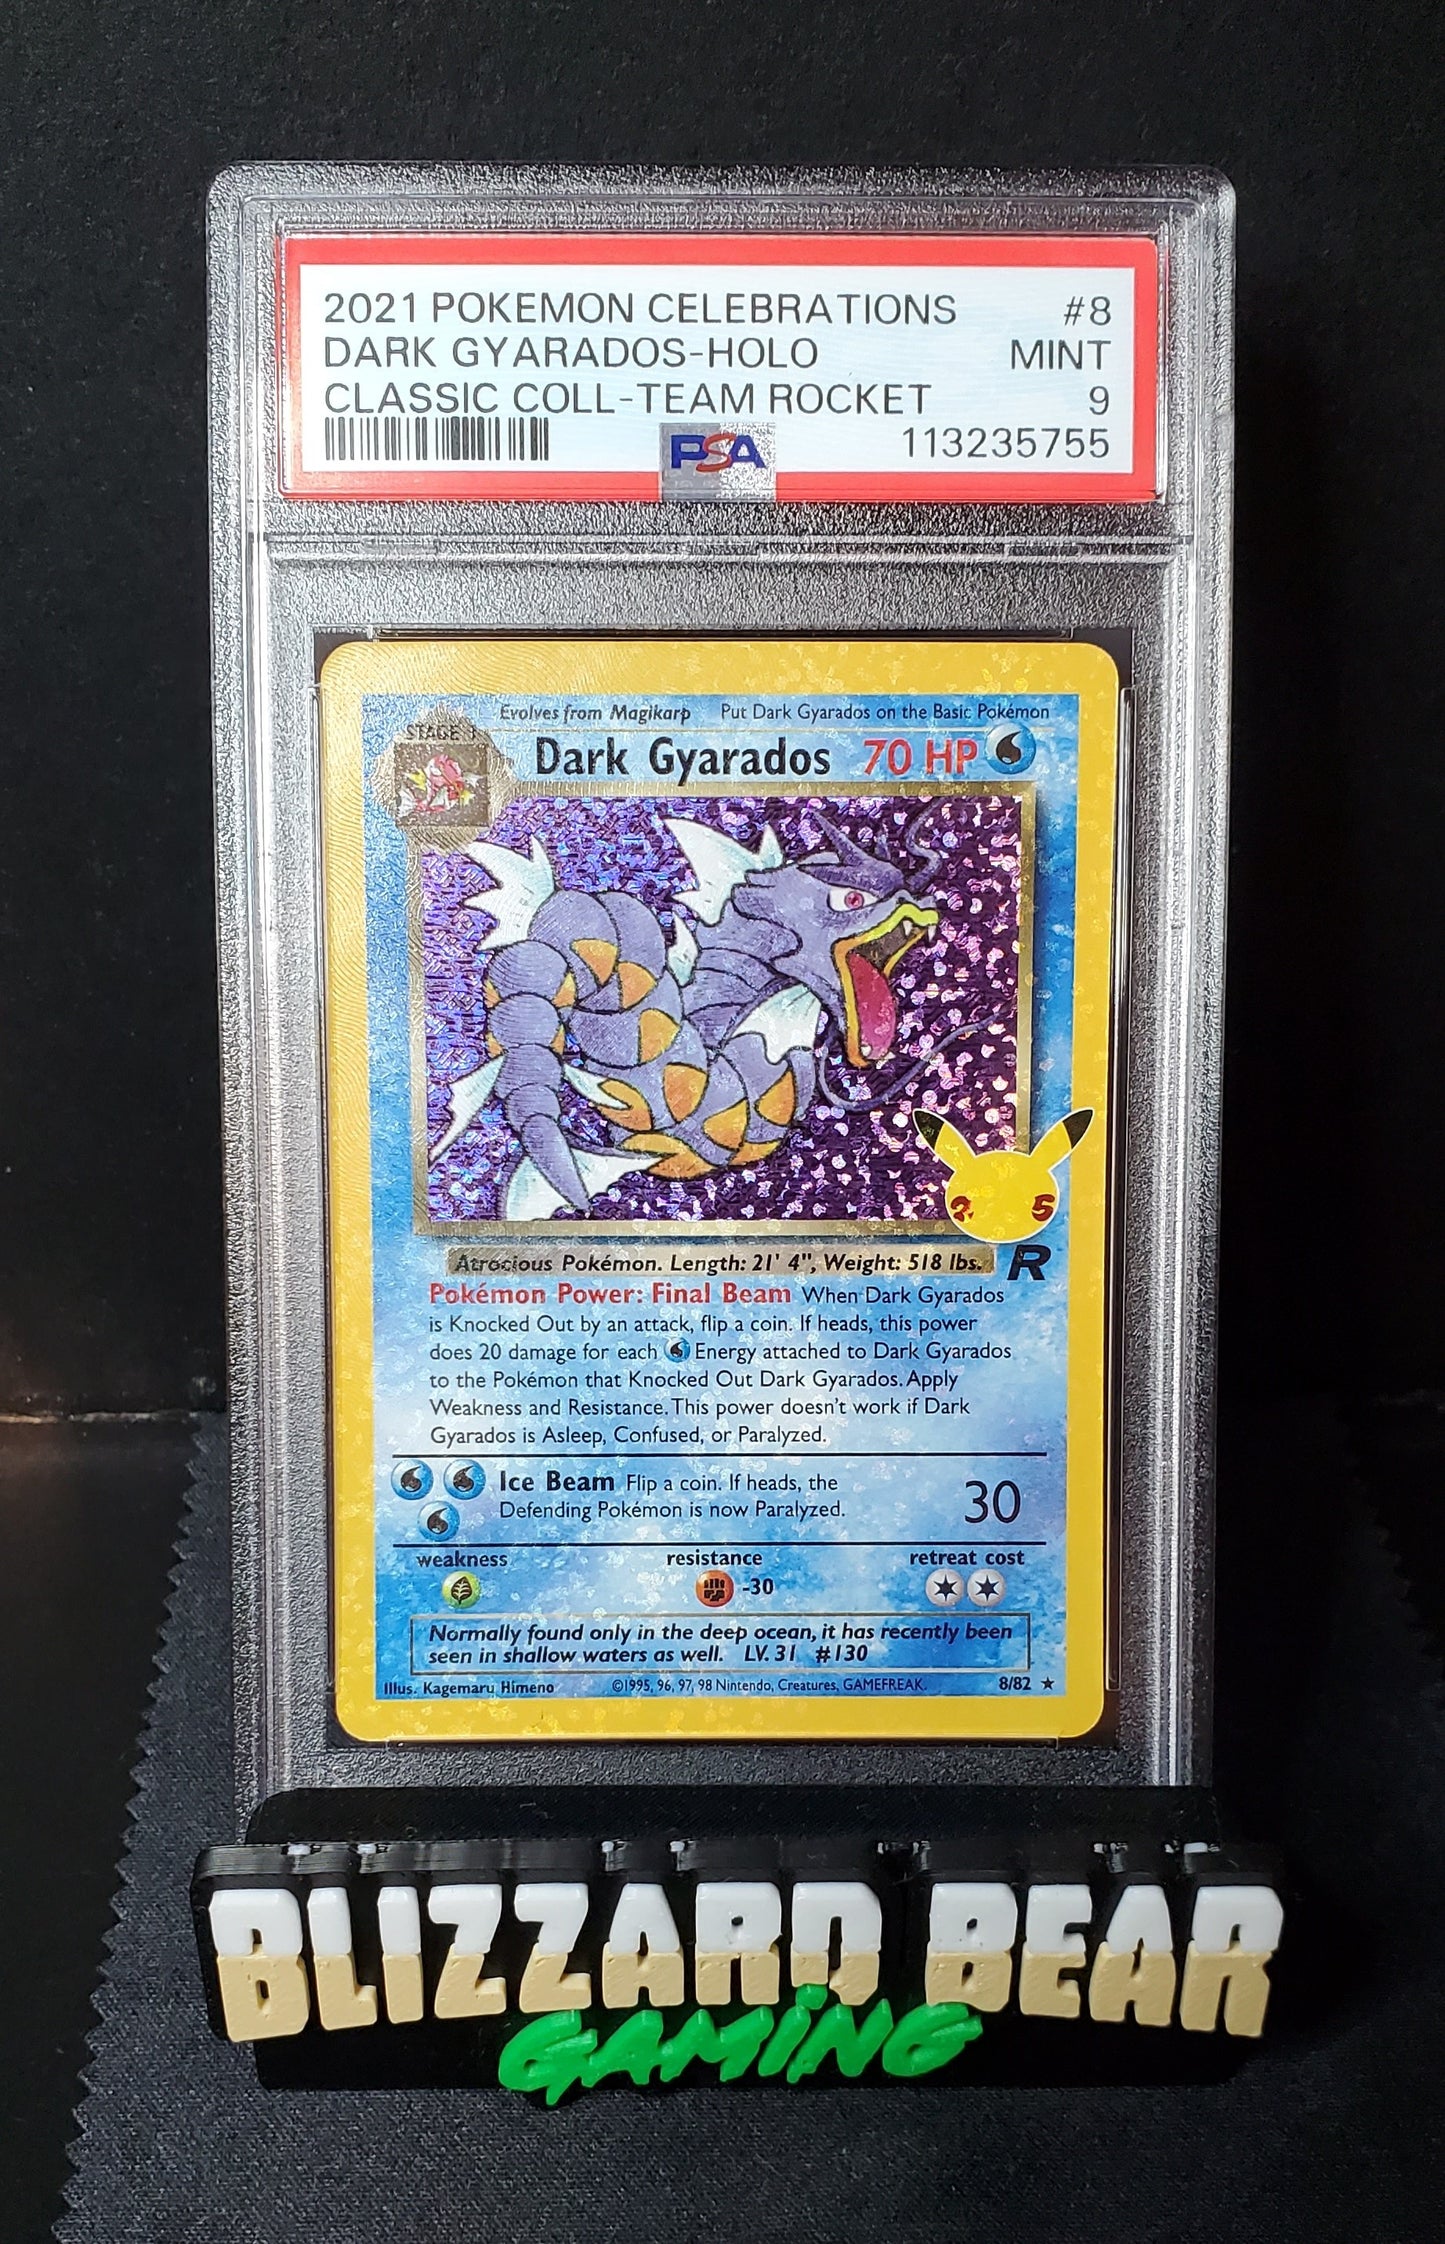 2021 POKEMON CELEBRATIONS #8
DARK GYARADOS-HOLO MINT
CLASSIC COLL-TEAM ROCKET 9
PSA 113235755
Evolves from Magikarp Put Dark Gyarados on the Basic Pokémon
STAGE 1
Dark Gyarados 70 HP
25
Atrocious Pokémon. Length: 21' 4", Weight: 518 lbs.
R
Pokémon Power: Final Beam When Dark Gyarados
is Knocked Out by an attack, flip a coin. If heads, this power
does 20 damage for each Energy attached to Dark Gyarados
to the Pokémon that Knocked Out Dark Gyarados. Apply
Weakness and Resistance. This power doesn't work if Dark
Gyarados is Asleep, Confused, or Paralyzed.
Ice Beam Flip a coin. If heads, the
Defending Pokémon is now Paralyzed.
30
weakness resistance retreat cost
-30
Normally found only in the deep ocean, it has recently been
seen in shallow waters as well. LV. 31 #130
Illus. Kagemaru Himeno ©1995, 96, 97, 98 Nintendo, Creatures, GAMEFREAK. 8/82 ★
BLIZZARD BEAR
GAMING